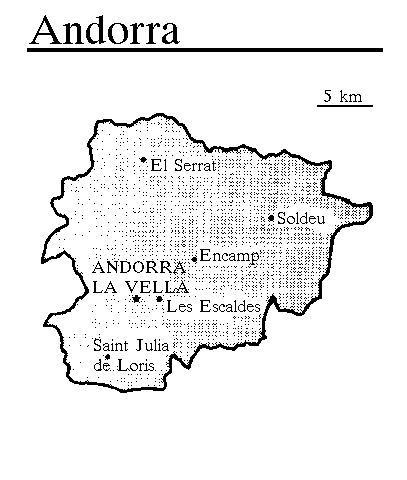 Andorra
5 km
El Serrat
Soldeu
Encamp
ANDORRA
LA VELLA
Les Escaldes
Saint Julia
de Loris